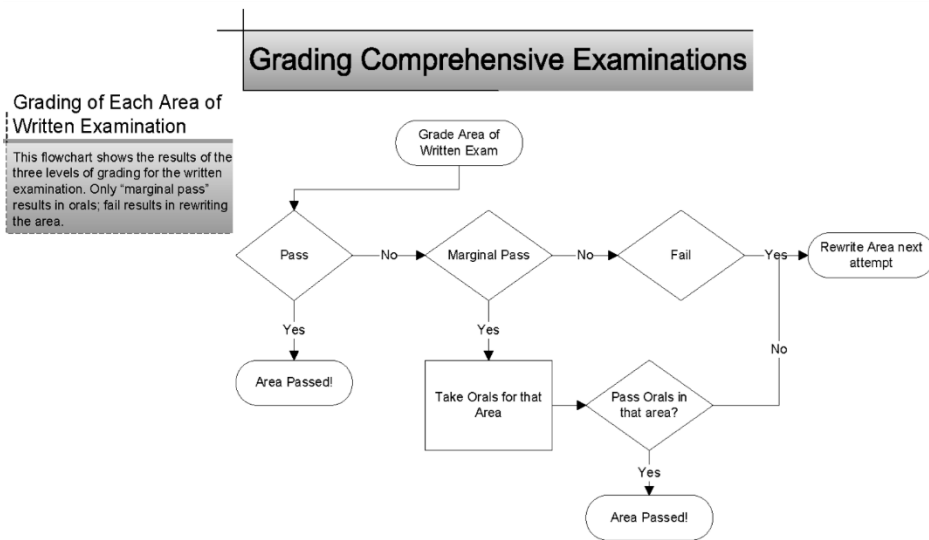 Grading Comprehensive Examinations
Grading of Each Area of
Written Examination
This flowchart shows the results of the
three levels of grading for the written
examination. Only “marginal pass”
results in orals; fail results in rewriting
the area.
Grade Area of
Written Exam
Pass
No
Marginal Pass
No
Fail
Yes
Rewrite Area next
attempt
Yes
Yes
No
Area Passed!
Take Orals for that
Area
Pass Orals in
that area?
Yes
Area Passed!